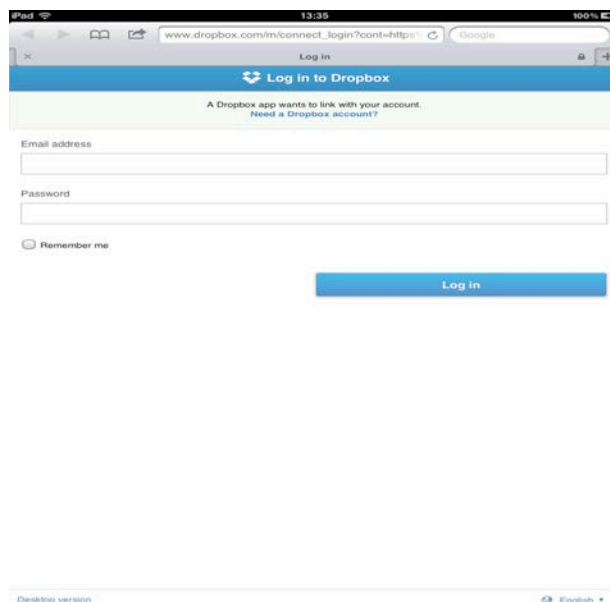 iPad 13:35 100%
www.dropbox.com/m/connect_login?cont=https Google
Log in
Log in to Dropbox
A Dropbox app wants to link with your account.
Need a Dropbox account?
Email address
Password
Remember me
Log in
Desktop version English